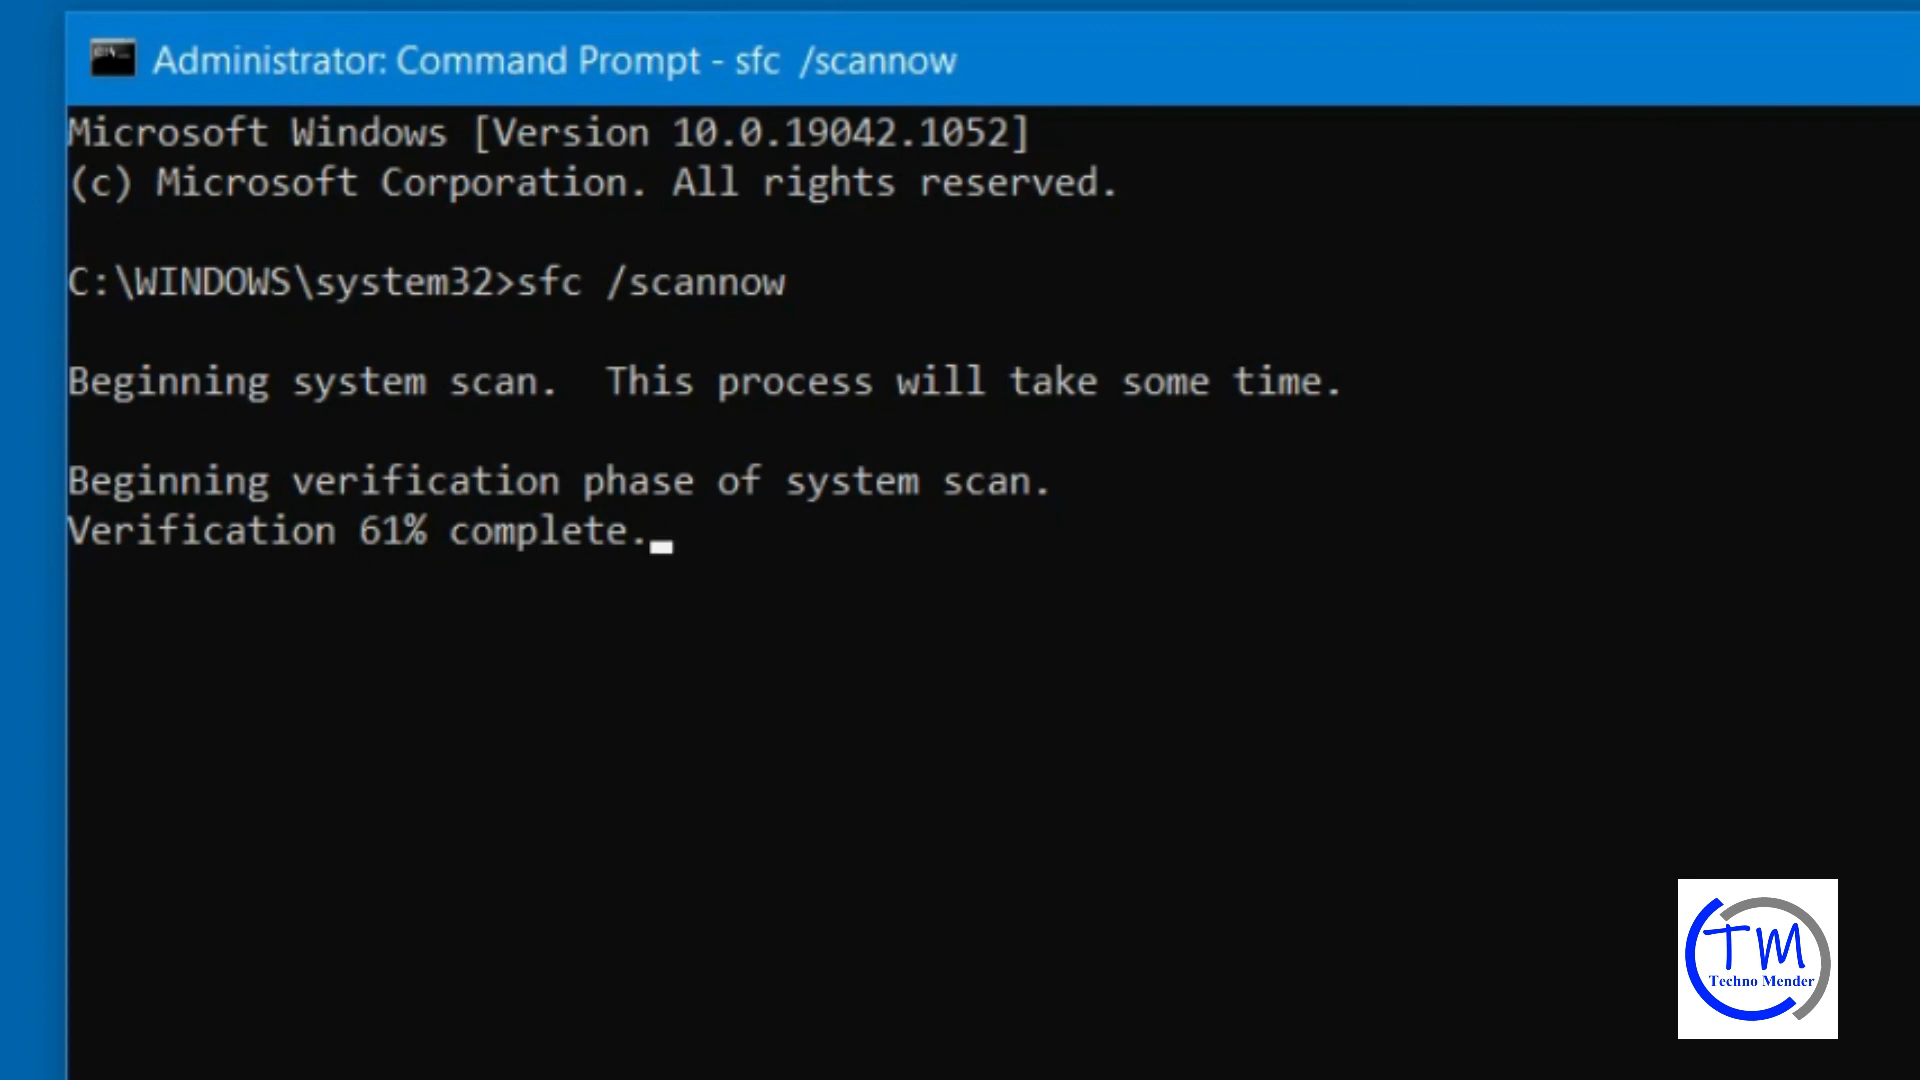 Administrator: Command Prompt - sfc  /scannow
Microsoft Windows [Version 10.0.19042.1052]
(c) Microsoft Corporation. All rights reserved.
C:\WINDOWS\system32>sfc /scannow
Beginning system scan.  This process will take some time.
Beginning verification phase of system scan.
Verification 61% complete.
TM
Techno Mender